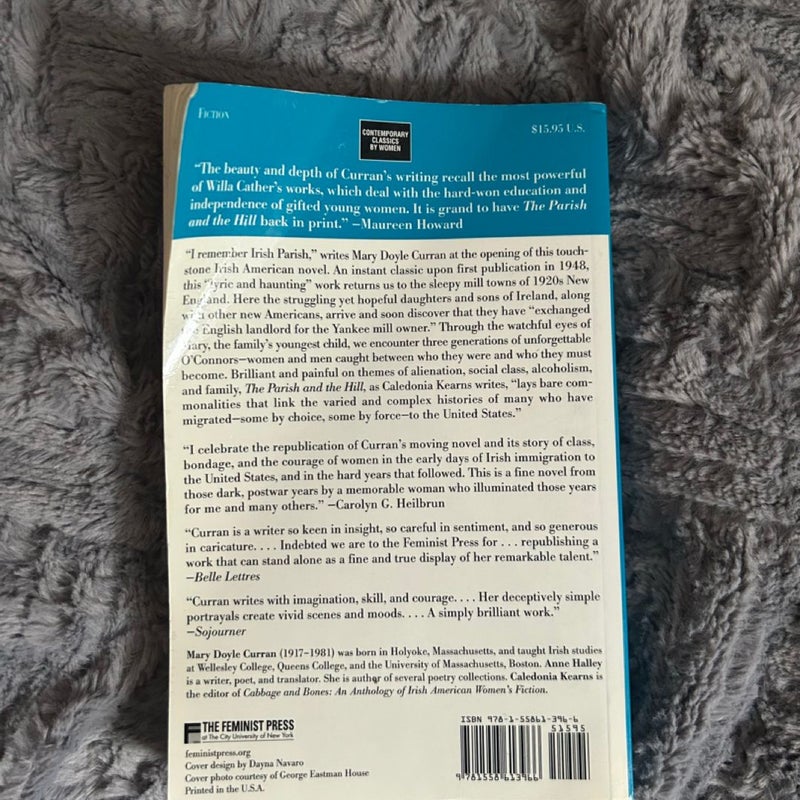 FICTION
CONTEMPORARY
CLASSICS
BY WOMEN
$15.95 U.S.
"The beauty and depth of Curran's writing recall the most powerful
of Willa Cather's works, which deal with the hard-won education and
independence of gifted young women. It is grand to have The Parish
and the Hill back in print." —Maureen Howard
"I remember Irish Parish," writes Mary Doyle Curran at the opening of this touch-
stone Irish American novel. An instant classic upon first publication in 1948,
this "lyric and haunting" work returns us to the sleepy mill towns of 1920s New
England. Here the struggling yet hopeful daughters and sons of Ireland, along
with other new Americans, arrive and soon discover that they have "exchanged
the English landlord for the Yankee mill owner." Through the watchful eyes of
Mary, the family's youngest child, we encounter three generations of unforgettable
O'Connors—women and men caught between who they were and who they must
become. Brilliant and painful on themes of alienation, social class, alcoholism,
and family, The Parish and the Hill, as Caledonia Kearns writes, "lays bare com-
monalities that link the varied and complex histories of many who have
migrated—some by choice, some by force—to the United States."
"I celebrate the republication of Curran's moving novel and its story of class,
bondage, and the courage of women in the early days of Irish immigration to
the United States, and in the hard years that followed. This is a fine novel from
those dark, postwar years by a memorable woman who illuminated those years
for me and many others." —Carolyn G. Heilbrun
"Curran is a writer so keen in insight, so careful in sentiment, and so generous
in caricature. . . . Indebted we are to the Feminist Press for . . . republishing a
work that can stand alone as a fine and true display of her remarkable talent."
—Belle Lettres
"Curran writes with imagination, skill, and courage. . . . Her deceptively simple
portrayals create vivid scenes and moods. . . . A simply brilliant work."
—Sojourner
Mary Doyle Curran (1917–1981) was born in Holyoke, Massachusetts, and taught Irish studies
at Wellesley College, Queens College, and the University of Massachusetts, Boston. Anne Halley
is a writer, poet, and translator. She is author of several poetry collections. Caledonia Kearns is
the editor of Cabbage and Bones: An Anthology of Irish American Women's Fiction.
THE FEMINIST PRESS
at The City University of New York
feministpress.org
Cover design by Dayna Navaro
Cover photo courtesy of George Eastman House
Printed in the U.S.A.
ISBN 978-1-55861-396-6
51595
9 781558 613966